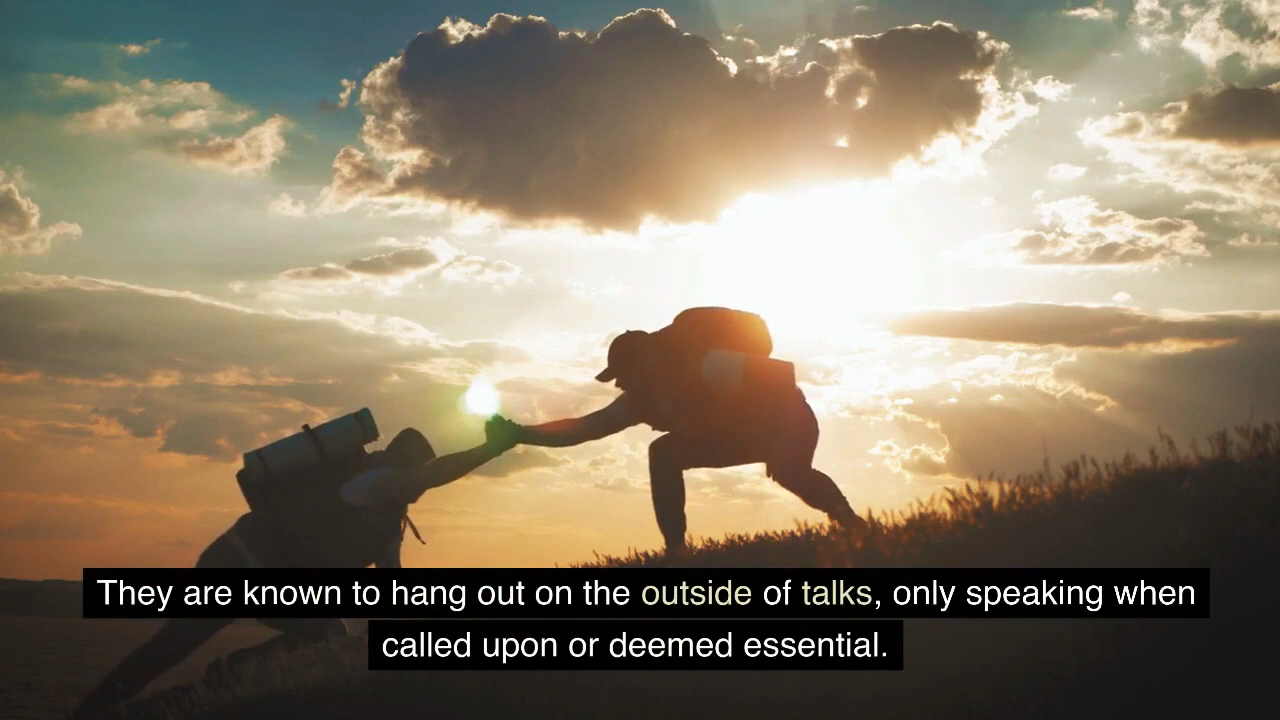 They are known to hang out on the outside of talks, only speaking when
called upon or deemed essential.